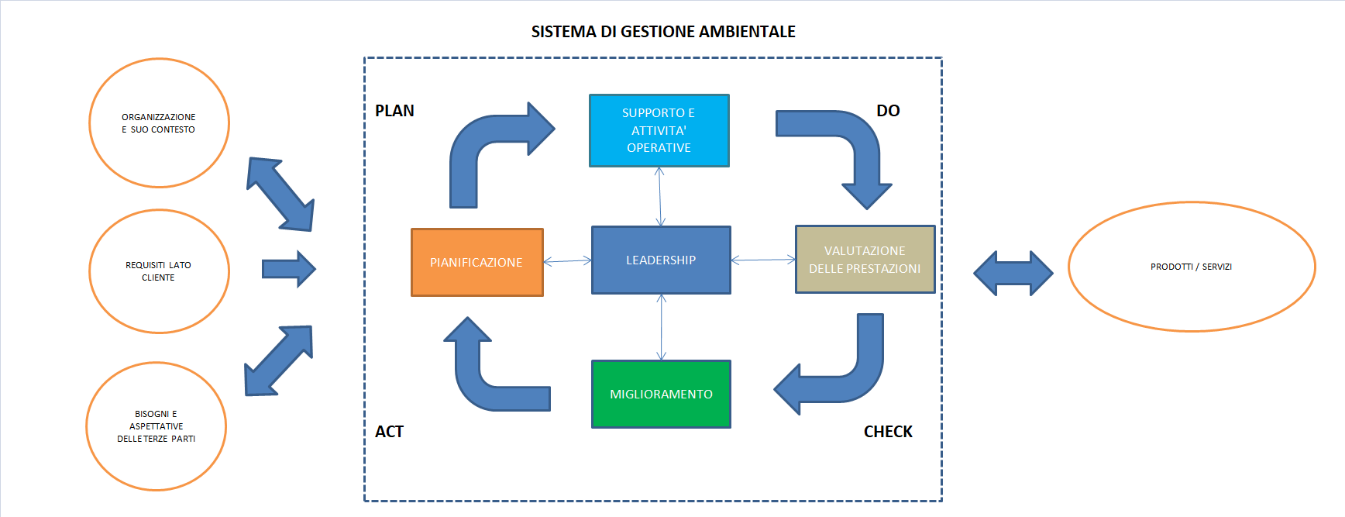 SISTEMA DI GESTIONE AMBIENTALE
ORGANIZZAZIONE
E SUO CONTESTO
REQUISITI LATO
CLIENTE
BISOGNI E
ASPETTATIVE
DELLE TERZE PARTI
PLAN
SUPPORTO E
ATTIVITA'
OPERATIVE
DO
PIANIFICAZIONE
LEADERSHIP
VALUTAZIONE
DELLE PRESTAZIONI
MIGLIORAMENTO
ACT
CHECK
PRODOTTI / SERVIZI